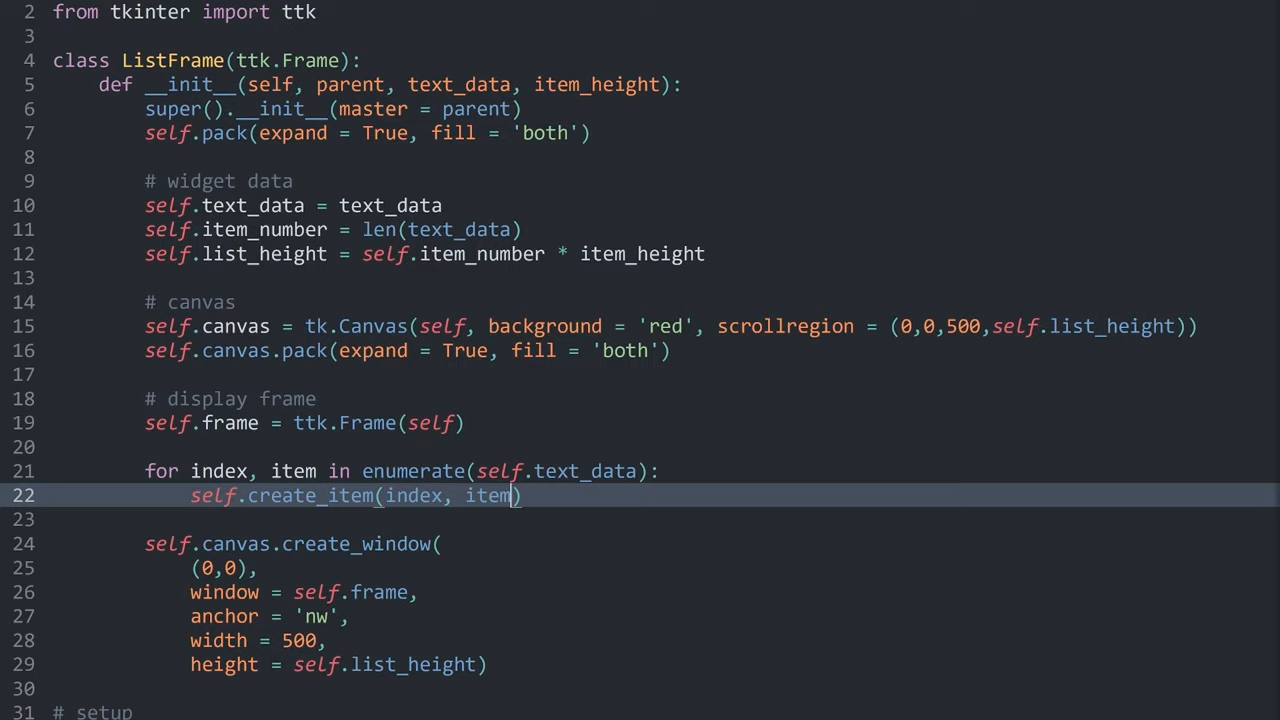 2 from tkinter import ttk
3
4 class ListFrame(ttk.Frame):
5     def __init__(self, parent, text_data, item_height):
6         super().__init__(master = parent)
7         self.pack(expand = True, fill = 'both')
8
9         # widget data
10         self.text_data = text_data
11         self.item_number = len(text_data)
12         self.list_height = self.item_number * item_height
13
14         # canvas
15         self.canvas = tk.Canvas(self, background = 'red', scrollregion = (0,0,500,self.list_height))
16         self.canvas.pack(expand = True, fill = 'both')
17
18         # display frame
19         self.frame = ttk.Frame(self)
20
21         for index, item in enumerate(self.text_data):
22             self.create_item(index, item)
23
24         self.canvas.create_window(
25             (0,0),
26             window = self.frame,
27             anchor = 'nw',
28             width = 500,
29             height = self.list_height)
30
31 # setup